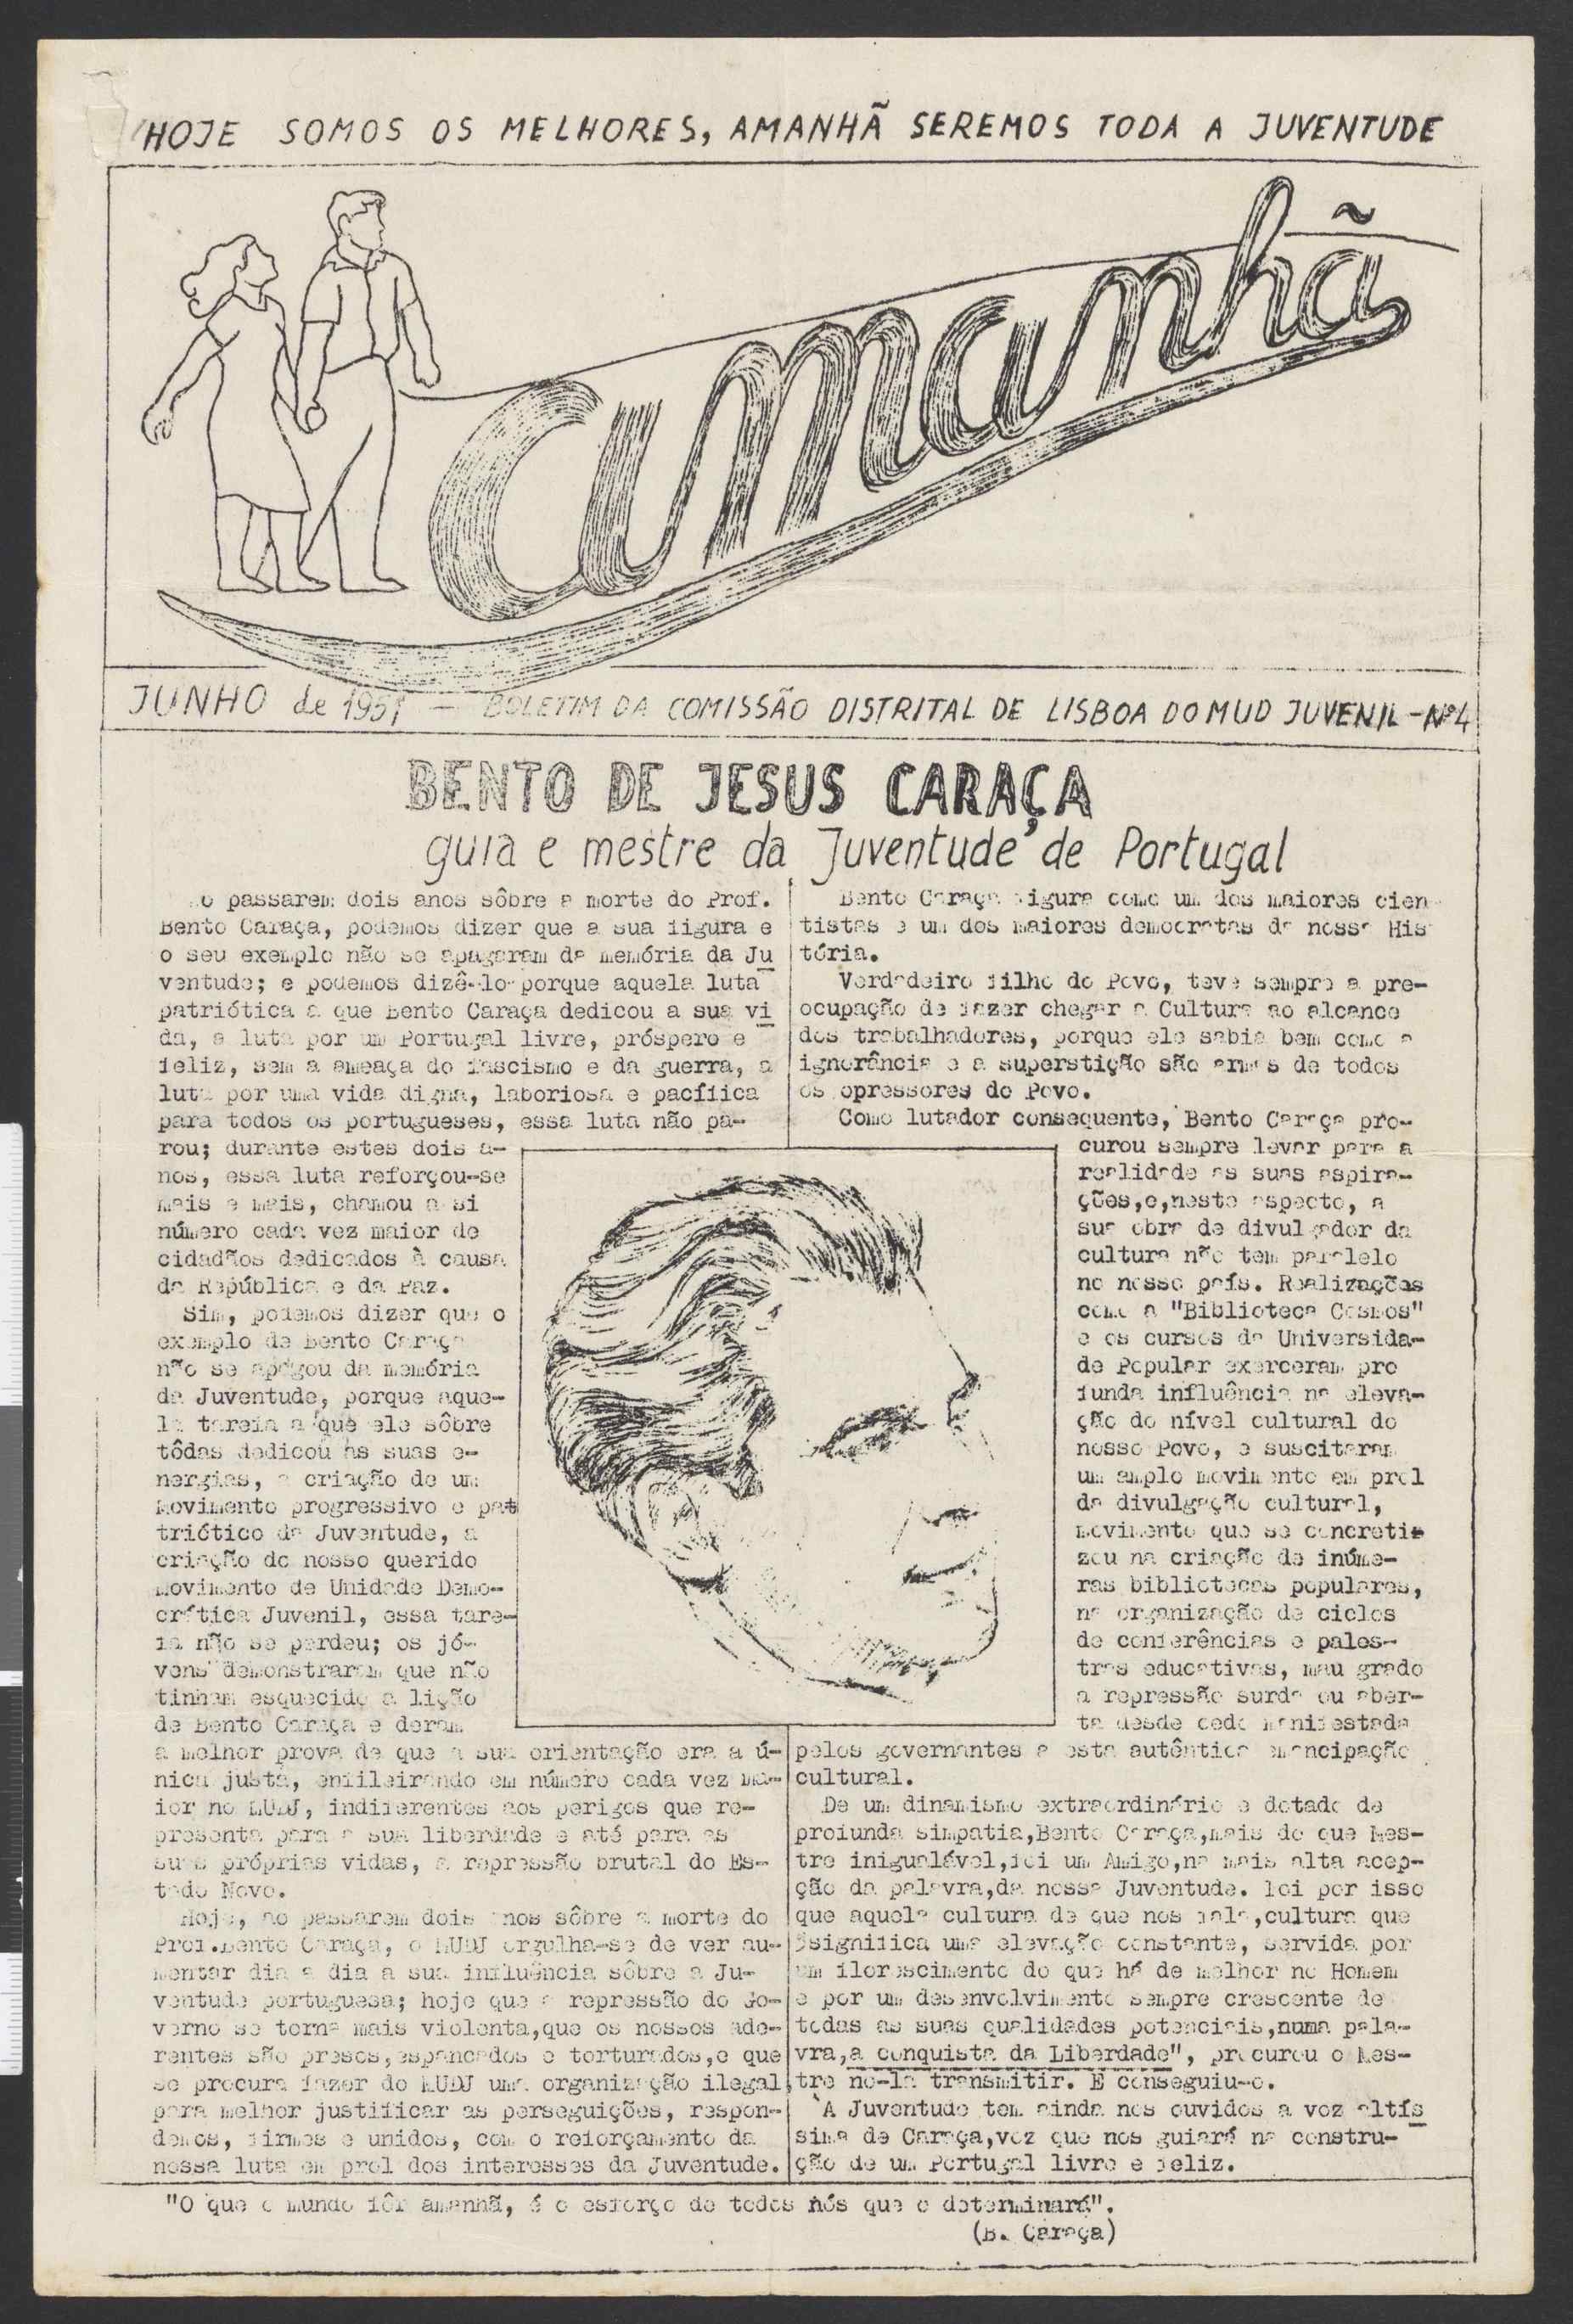 HOJE SOMOS OS MELHORES, AMANHÃ SEREMOS TODA A JUVENTUDE
amanhã
JUNHO de 1951 — BOLETIM DA COMISSÃO DISTRITAL DE LISBOA DO MUD JUVENIL - Nº 4
BENTO DE JESUS CARAÇA
guia e mestre da Juventude de Portugal
Ao passarem dois anos sôbre a morte do Prof.
Bento Caraça, podemos dizer que a sua figura e
o seu exemplo não se apagaram da memória da Ju
ventude; e podemos dizê-lo porque aquela luta
patriótica a que Bento Caraça dedicou a sua vi
da, a luta por um Portugal livre, próspero e
feliz, sem a ameaça do fascismo e da guerra, a
luta por uma vida digna, laboriosa e pacífica
para todos os portugueses, essa luta não pa-
rou; durante estes dois a-
nos, essa luta reforçou-se
mais e mais, chamou a si
número cada vez maior de
cidadãos dedicados à causa
da República e da Paz.
Sim, podemos dizer que o
exemplo de Bento Caraça
não se apagou da memória
da Juventude, porque aque-
la tarefa a que ele sôbre
tôdas dedicou as suas e-
nergias, a criação de um
movimento progressivo e pat
triótico da Juventude, a
criação do nosso querido
Movimento de Unidade Demo-
crática Juvenil, essa tare-
fa não se perdeu; os jó-
vens demonstraram que não
tinham esquecido a lição
de Bento Caraça e deram
a melhor prova de que a sua orientação era a ú-
nica justa, enfileirando em número cada vez ma-
ior no MUDJ, indiferentes aos perigos que re-
presenta para a sua liberdade e até para as
suas próprias vidas, a repressão brutal do Es-
tado Novo.
Hoje, ao passarem dois anos sôbre a morte do
Prof.Bento Caraça, o MUDJ orgulha-se de ver au-
mentar dia a dia a sua influência sôbre a Ju-
ventude portuguesa; hoje que a repressão do Go-
verno se torna mais violenta,que os nossos ade-
rentes são presos,espancados e torturados,e que
se procura fazer do MUDJ uma organização ilegal,
para melhor justificar as perseguições, respon-
demos, firmes e unidos, com o reforçamento da
nossa luta em prol dos interesses da Juventude.
Bento Caraça figura como um dos maiores cien-
tistas e um dos maiores democratas da nossa His
tória.
Verdadeiro filho do Povo, teve sempre a pre-
ocupação de fazer chegar a Cultura ao alcance
dos trabalhadores, porque ele sabia bem como a
ignorância e a superstição são armas de todos
os opressores do Povo.
Como lutador consequente, Bento Caraça pro-
curou sempre levar para a
realidade as suas aspira-
ções,e,neste aspecto, a
sua obra de divulgador da
cultura não tem paralelo
no nosso país. Realizações
como a "Biblioteca Cosmos"
e os cursos da Universida-
de Popular exerceram pro
funda influência na eleva-
ção do nível cultural do
nosso Povo, e suscitaram
um amplo movimento em prol
da divulgação cultural,
movimento que se concreti-
zou na criação de inúme-
ras bibliotecas populares,
na organização de ciclos
de conferências e pales-
tras educativas, mau grado
a repressão surda ou aber-
ta desde cedo manifestada
pelos governantes a esta autêntica emancipação
cultural.
De um dinamismo extraordinário e dotado de
profunda simpatia,Bento Caraça,mais do que Mes-
tre inigualável,foi um Amigo,na mais alta acep-
ção da palavra,da nossa Juventude. foi por isso
que aquela cultura de que nos fala,cultura que
significa uma elevação constante, servida por
um florescimento do que há de melhor no Homem
e por um desenvolvimento sempre crescente de
todas as suas qualidades potenciais,numa pala-
vra,a conquista da Liberdade", procurou o Mes-
tre no-la transmitir. E conseguiu-o.
A Juventude tem ainda nos ouvidos a voz altís
sima de Caraça,voz que nos guiará na constru-
ção de um Portugal livre e feliz.
"O que o mundo fôr amanhã, é o esforço de todos nós que o determinará".
(B. Caraça)